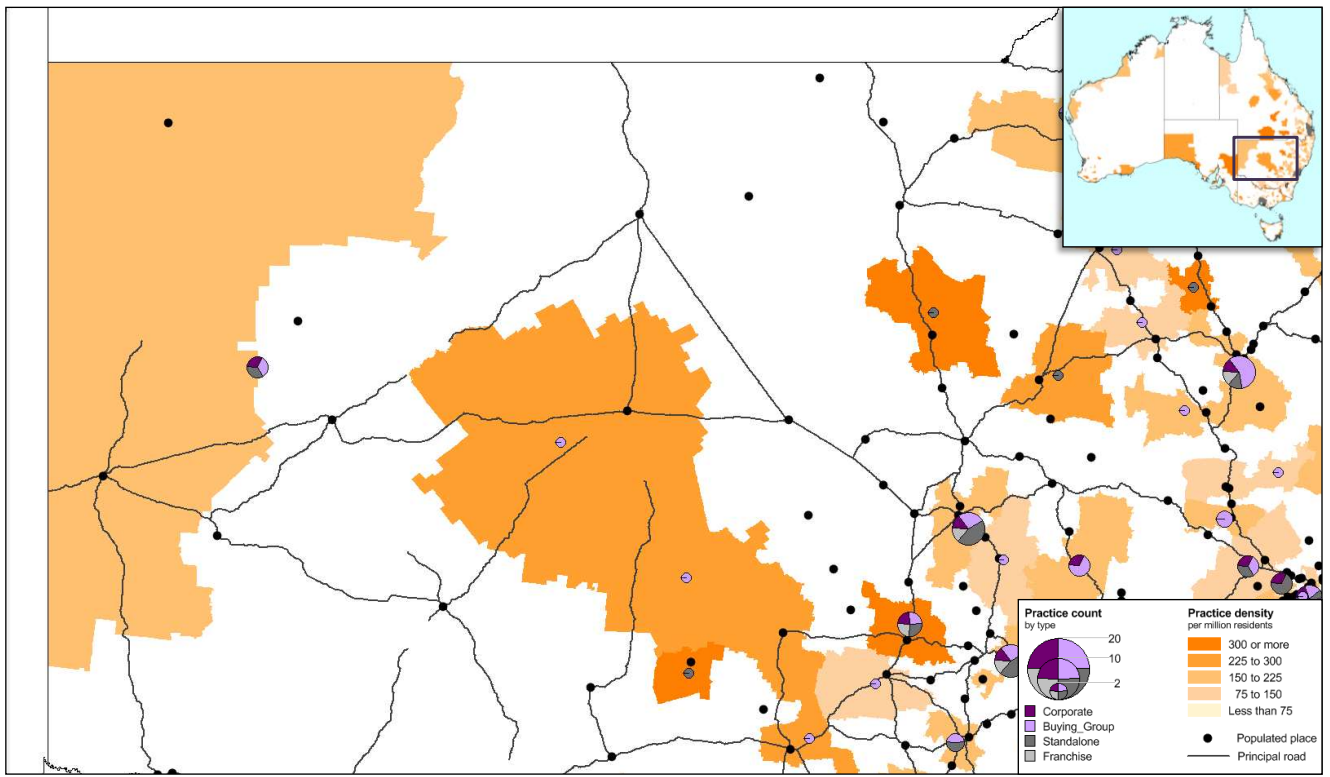 Practice count
by type
20
10
2
Corporate
Buying_Group
Standalone
Franchise
Practice density
per million residents
300 or more
225 to 300
150 to 225
75 to 150
Less than 75
Populated place
Principal road